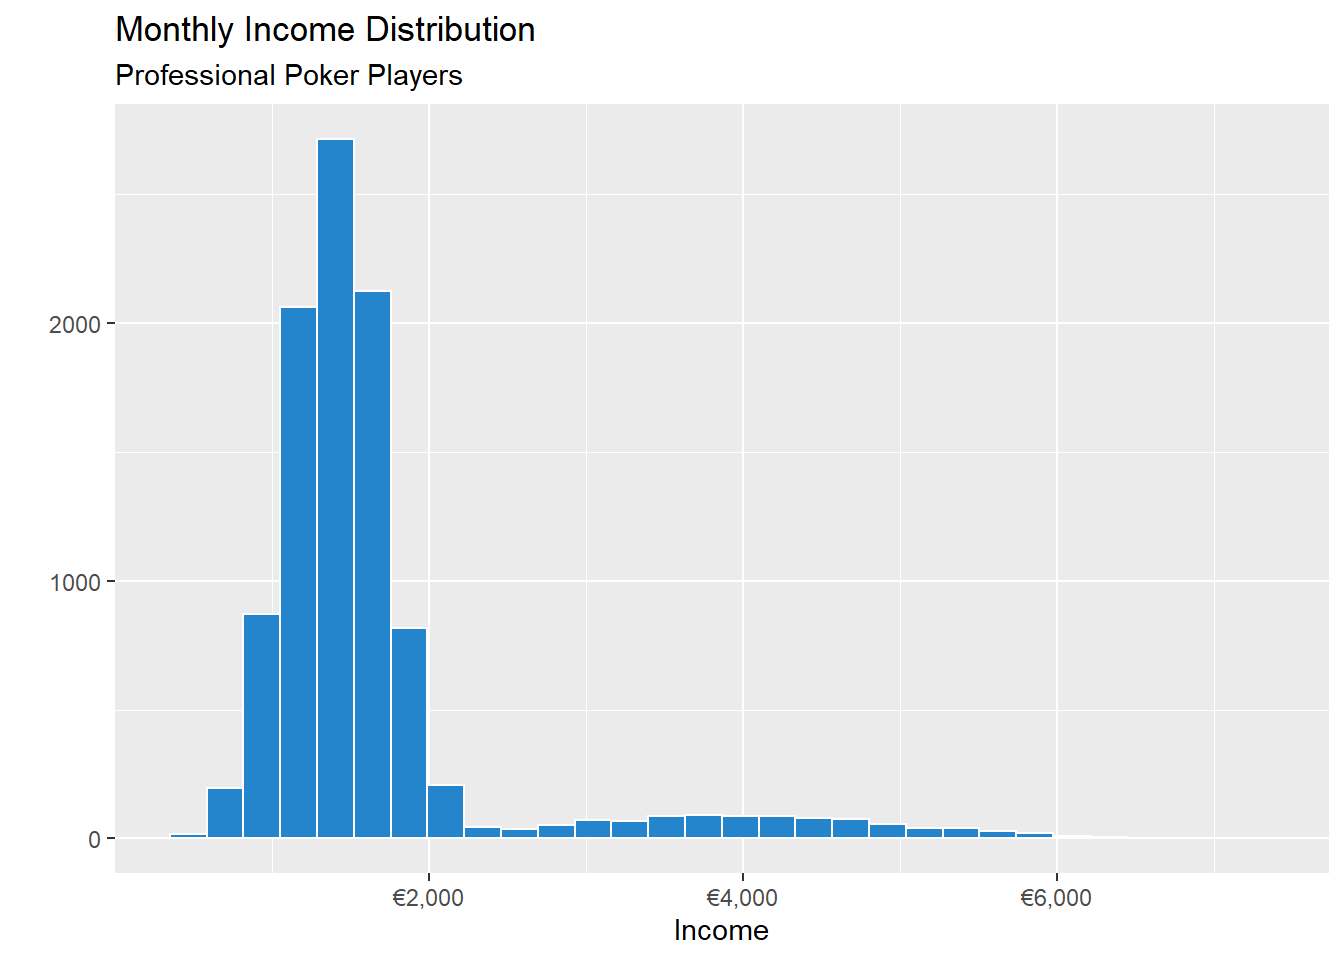 Monthly Income Distribution
Professional Poker Players
2000
1000
0
€2,000 €4,000 €6,000
Income